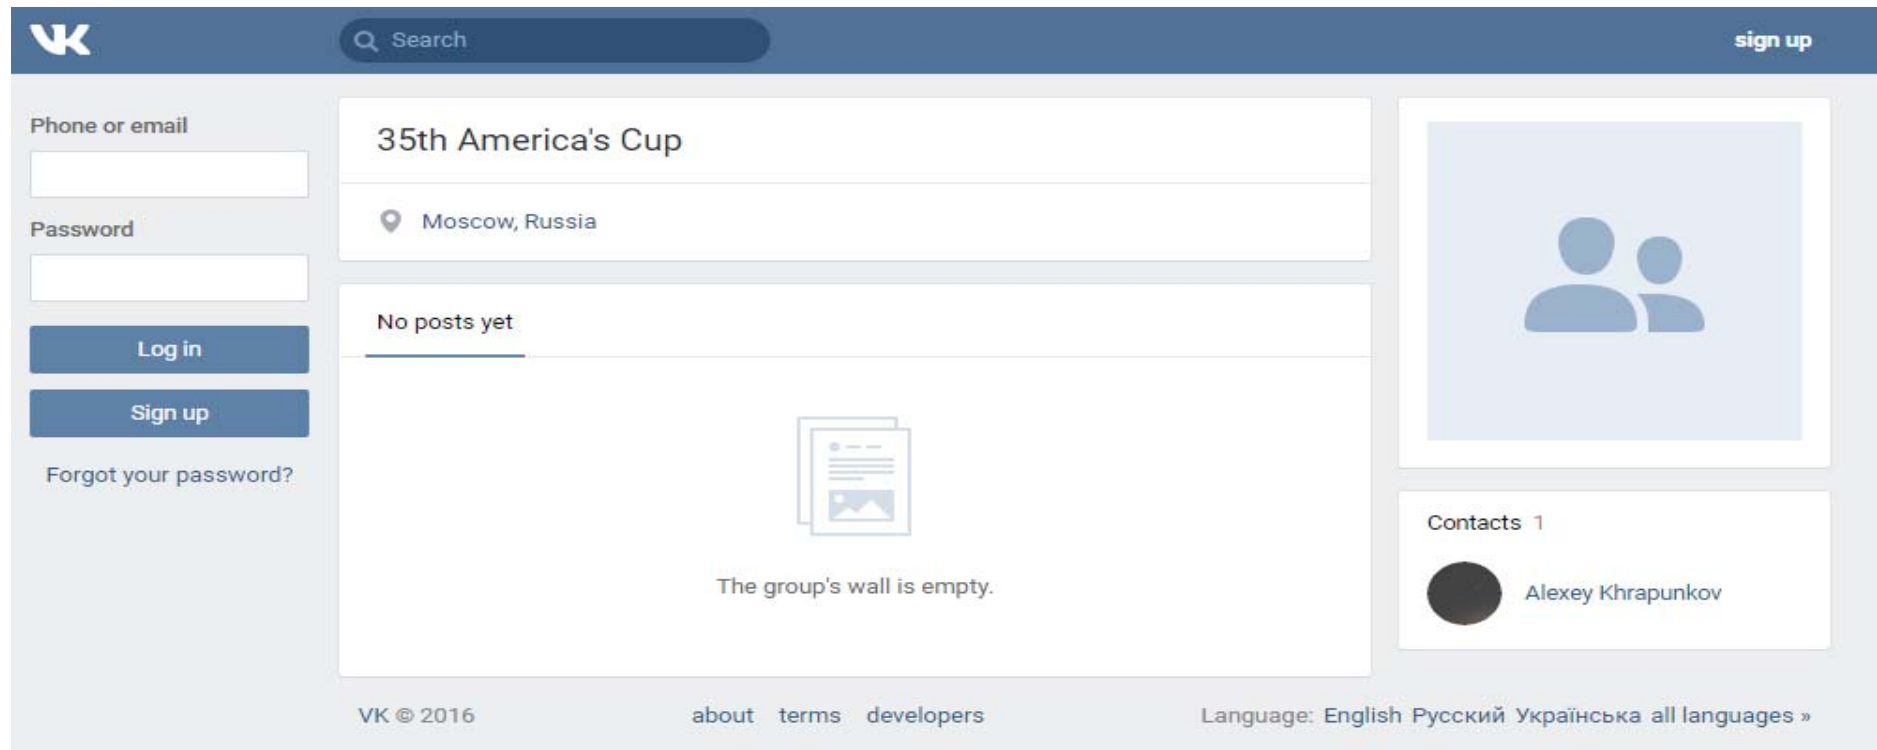 VK
Search
sign up
Phone or email
Password
Log in
Sign up
Forgot your password?
35th America's Cup
Moscow, Russia
No posts yet
The group's wall is empty.
Contacts 1
Alexey Khrapunkov
VK © 2016
about terms developers
Language: English Русский Українська all languages »